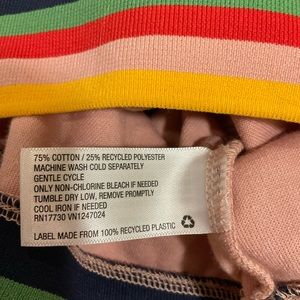 75% COTTON / 25% RECYCLED POLYESTER
MACHINE WASH COLD SEPARATELY
GENTLE CYCLE
ONLY NON-CHLORINE BLEACH IF NEEDED
TUMBLE DRY LOW, REMOVE PROMPTLY
COOL IRON IF NEEDED
RN17730 VN1247024
LABEL MADE FROM 100% RECYCLED PLASTIC